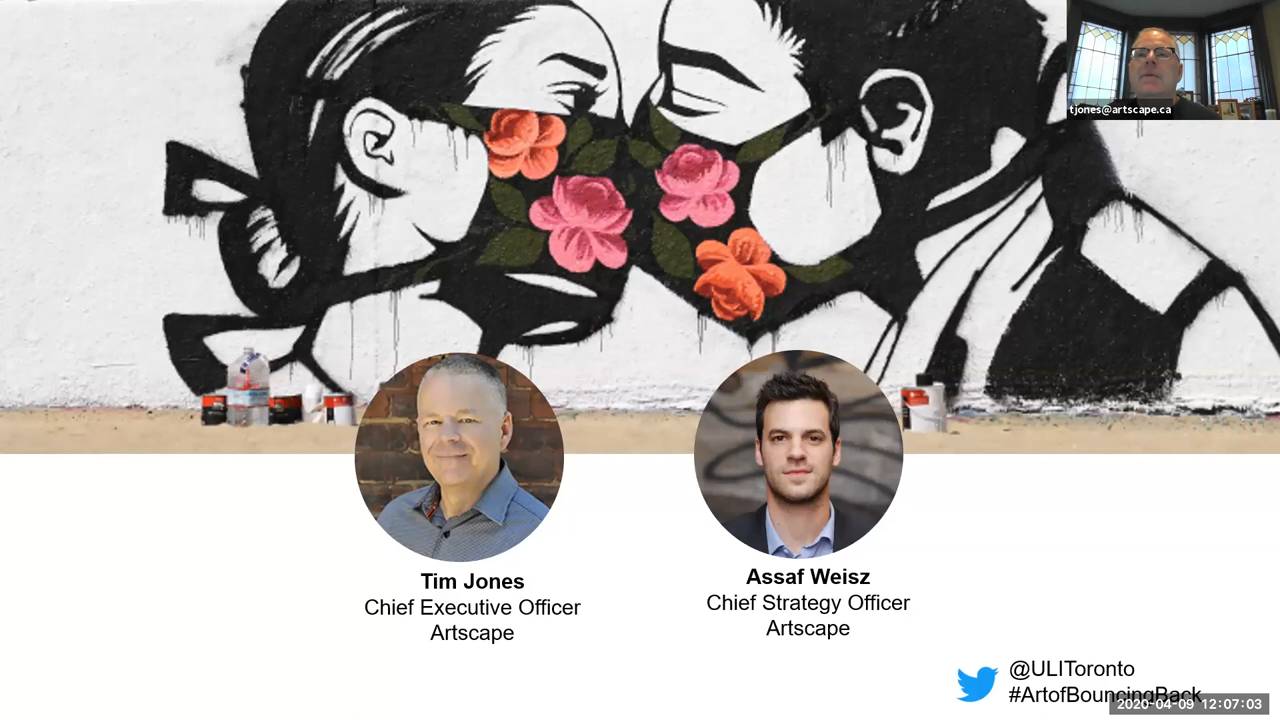 tjones@artscape.ca
Tim Jones
Chief Executive Officer
Artscape
Assaf Weisz
Chief Strategy Officer
Artscape
@ULIToronto
#ArtofBouncingBack
2020-04-09 12:07:03